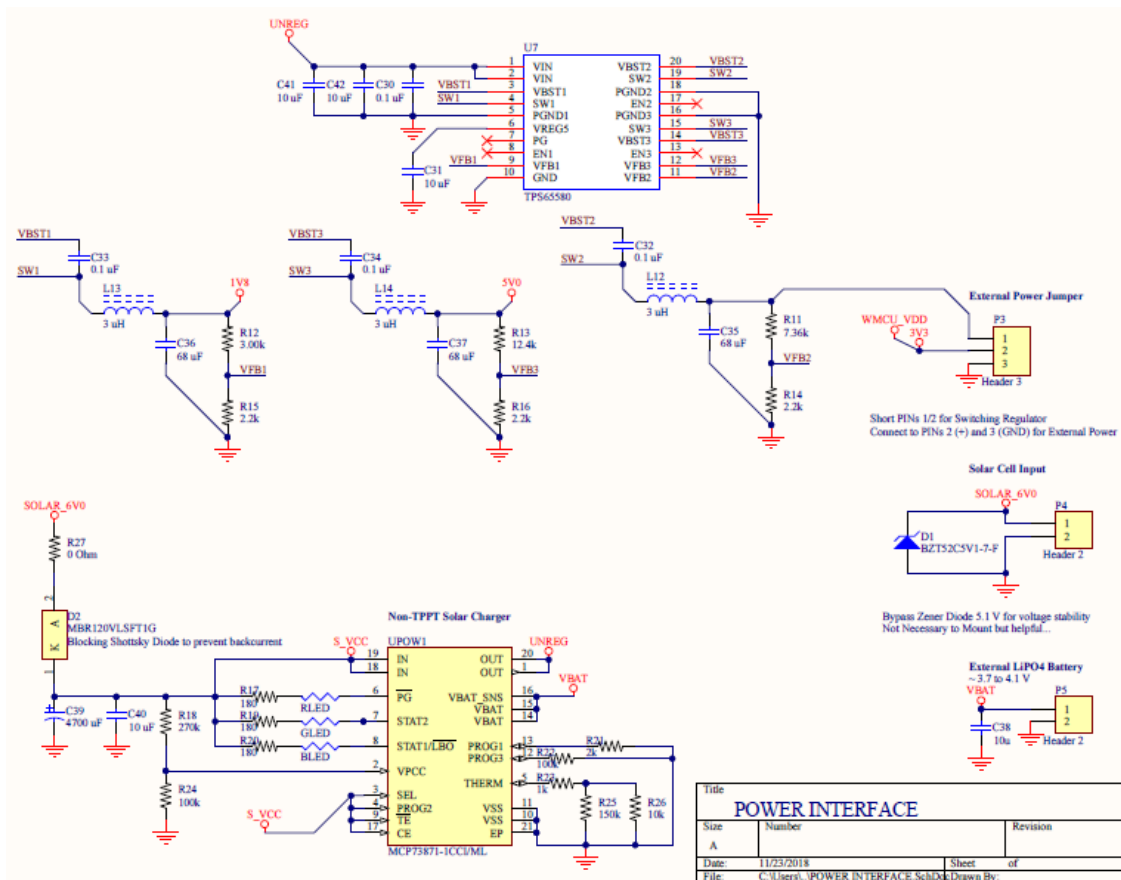 UNREG
U7
C41
10 uF
C42
10 uF
C30
0.1 uF
VBST1
SW1
1 VIN
2 VIN
3 VBST1
4 SW1
5 PGND1
6 VREG5
7 PG
8 EN1
9 VFB1
10 GND
VBST2 20 VBST2
SW2 19 SW2
PGND2 18
EN2 17
PGND3 16
SW3 15 SW3
VBST3 14 VBST3
EN3 13
VFB3 12 VFB3
VFB2 11 VFB2
VFB1
C31
10 uF
TPS65580
VBST1
C33
0.1 uF
SW1
L13
3 uH
1V8
C36
68 uF
R12
3.00k
VFB1
R15
2.2k
VBST3
C34
0.1 uF
SW3
L14
3 uH
5V0
C37
68 uF
R13
12.4k
VFB3
R16
2.2k
VBST2
C32
0.1 uF
SW2
L12
3 uH
C35
68 uF
R11
7.36k
VFB2
R14
2.2k
External Power Jumper
WMCU_VDD
3V3
P3
1
2
3
Header 3
Short PINs 1/2 for Switching Regulator
Connect to PINs 2 (+) and 3 (GND) for External Power
Solar Cell Input
SOLAR_6V0
P4
1
2
Header 2
D1
BZT52C5V1-7-F
Bypass Zener Diode 5.1 V for voltage stability
Not Necessary to Mount but helpful...
External LiPO4 Battery
~ 3.7 to 4.1 V
VBAT
P5
1
2
Header 2
C38
10u
SOLAR_6V0
R27
0 Ohm
2
A
K
1
D2
MBR120VLSFT1G
Blocking Shottsky Diode to prevent backcurrent
C39
4700 uF
C40
10 uF
R18
270k
R24
100k
R17
180
RLED
R19
180
GLED
R20
180
BLED
Non-TPPT Solar Charger
S_VCC
UPOW1
19 IN
18 IN
6 PG
7 STAT2
8 STAT1/LBO
2 VPCC
3 SEL
4 PROG2
9 TE
17 CE
S_VCC
OUT 20
OUT 1
VBAT_SNS 16
VBAT 15
VBAT 14
PROG1 13
PROG3 12
THERM 5
VSS 11
VSS 10
EP 21
MCP73871-1CCI/ML
UNREG
VBAT
R21
2k
R22
100k
R23
1k
R25
150k
R26
10k
Title
POWER INTERFACE
Size Number Revision
A
Date: 11/23/2018 Sheet of
File: C:\Users\..\POWER INTERFACE.SchDoc Drawn By: